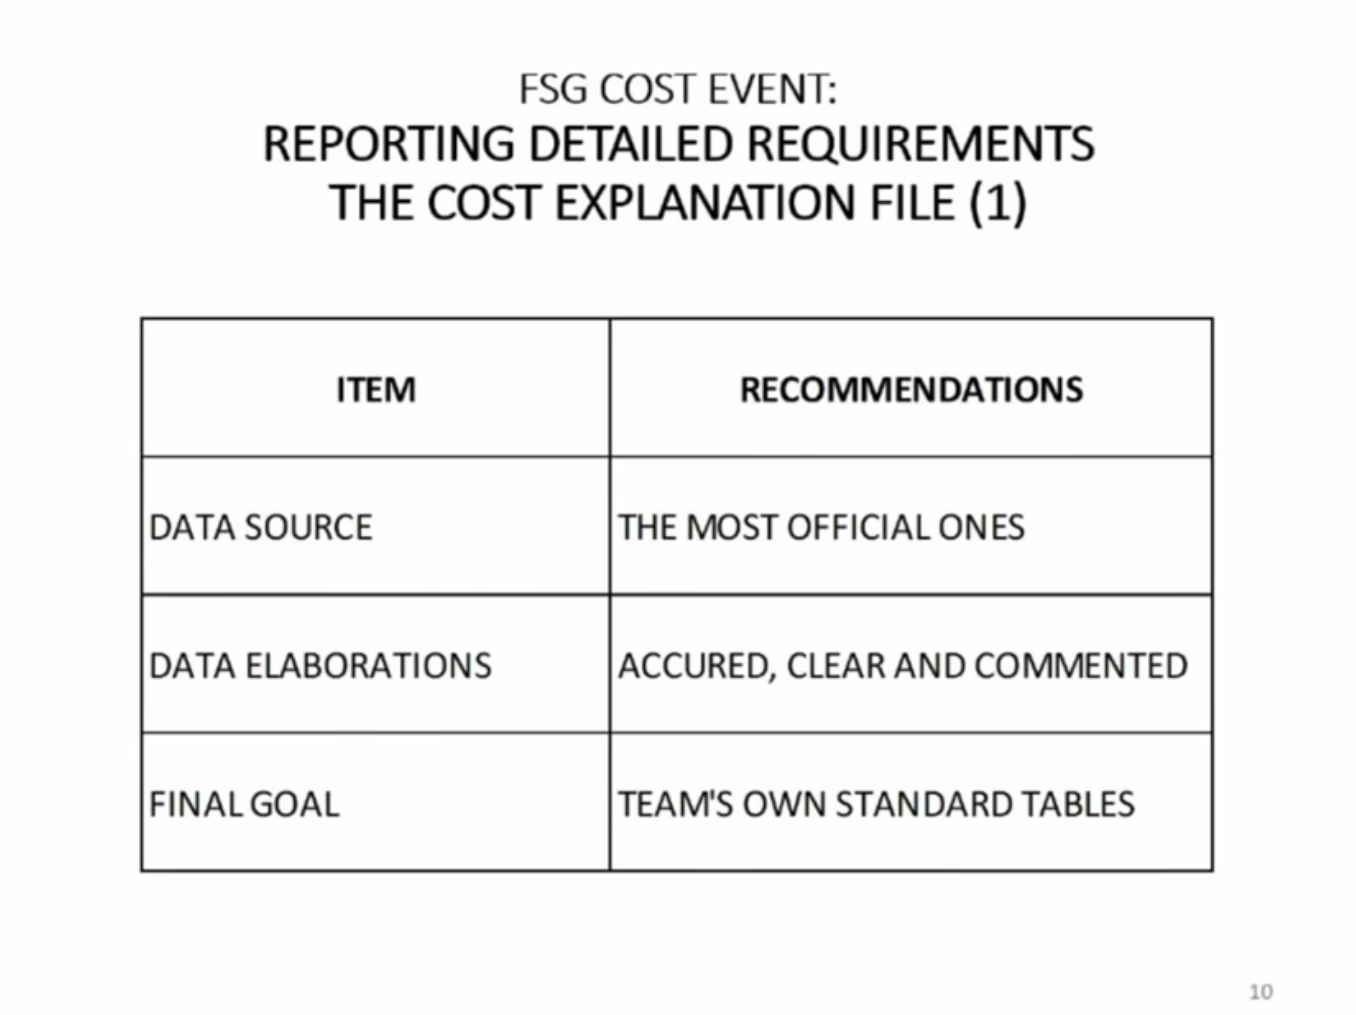 FSG COST EVENT:
REPORTING DETAILED REQUIREMENTS
THE COST EXPLANATION FILE (1)
ITEM
RECOMMENDATIONS
DATA SOURCE
THE MOST OFFICIAL ONES
DATA ELABORATIONS
ACCURED, CLEAR AND COMMENTED
FINAL GOAL
TEAM'S OWN STANDARD TABLES
10